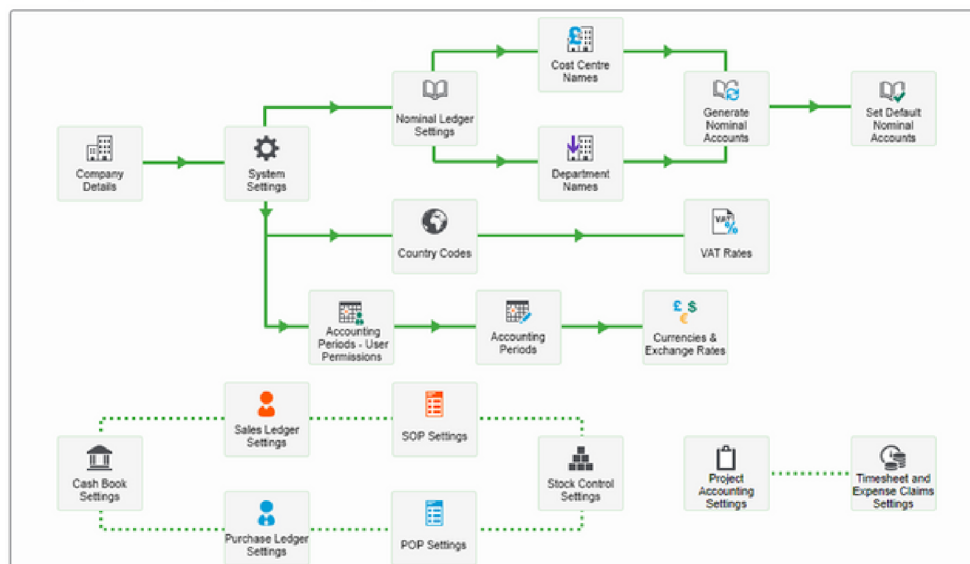 Cost Centre
Names
Nominal Ledger
Settings
Generate
Nominal
Accounts
Set Default
Nominal
Accounts
Company
Details
System
Settings
Department
Names
Country Codes
VAT
%
VAT Rates
£ $
€
Accounting
Periods - User
Permissions
Accounting
Periods
Currencies &
Exchange Rates
Sales Ledger
Settings
SOP Settings
Cash Book
Settings
Stock Control
Settings
Project
Accounting
Settings
Timesheet and
Expense Claims
Settings
Purchase Ledger
Settings
POP Settings